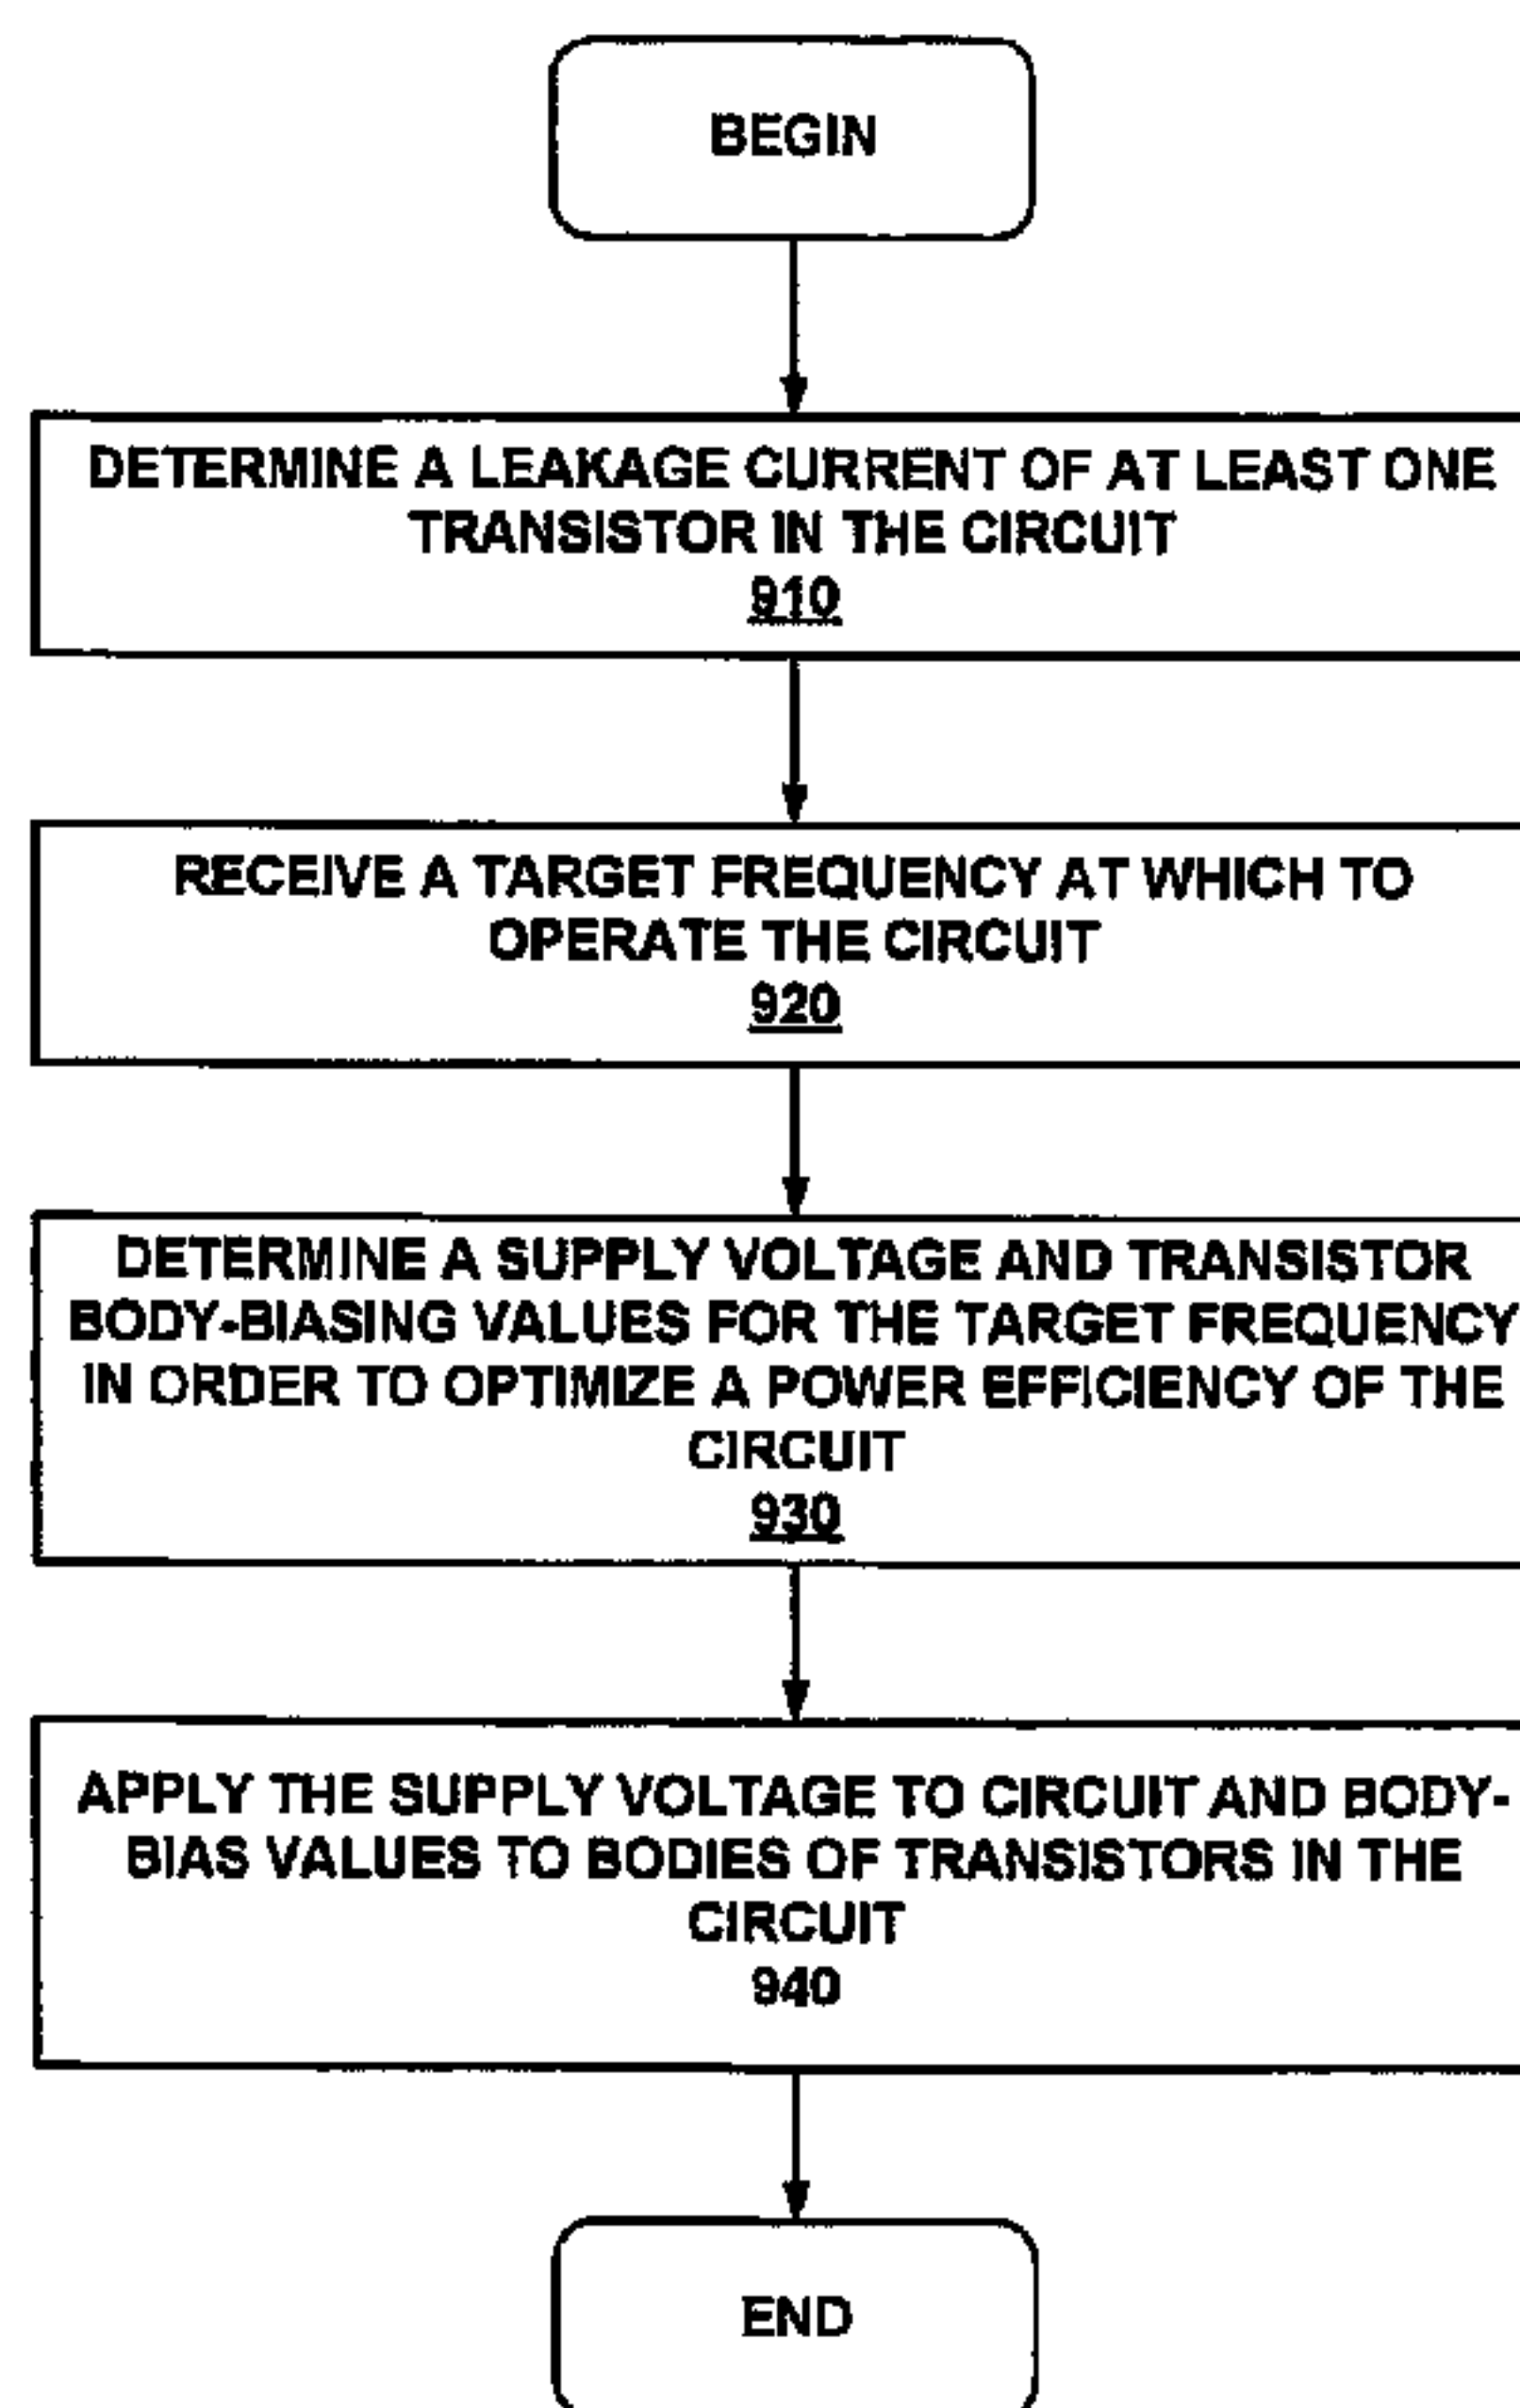 BEGIN
DETERMINE A LEAKAGE CURRENT OF AT LEAST ONE
TRANSISTOR IN THE CIRCUIT
910
RECEIVE A TARGET FREQUENCY AT WHICH TO
OPERATE THE CIRCUIT
920
DETERMINE A SUPPLY VOLTAGE AND TRANSISTOR
BODY-BIASING VALUES FOR THE TARGET FREQUENCY
IN ORDER TO OPTIMIZE A POWER EFFICIENCY OF THE
CIRCUIT
930
APPLY THE SUPPLY VOLTAGE TO CIRCUIT AND BODY-
BIAS VALUES TO BODIES OF TRANSISTORS IN THE
CIRCUIT
940
END